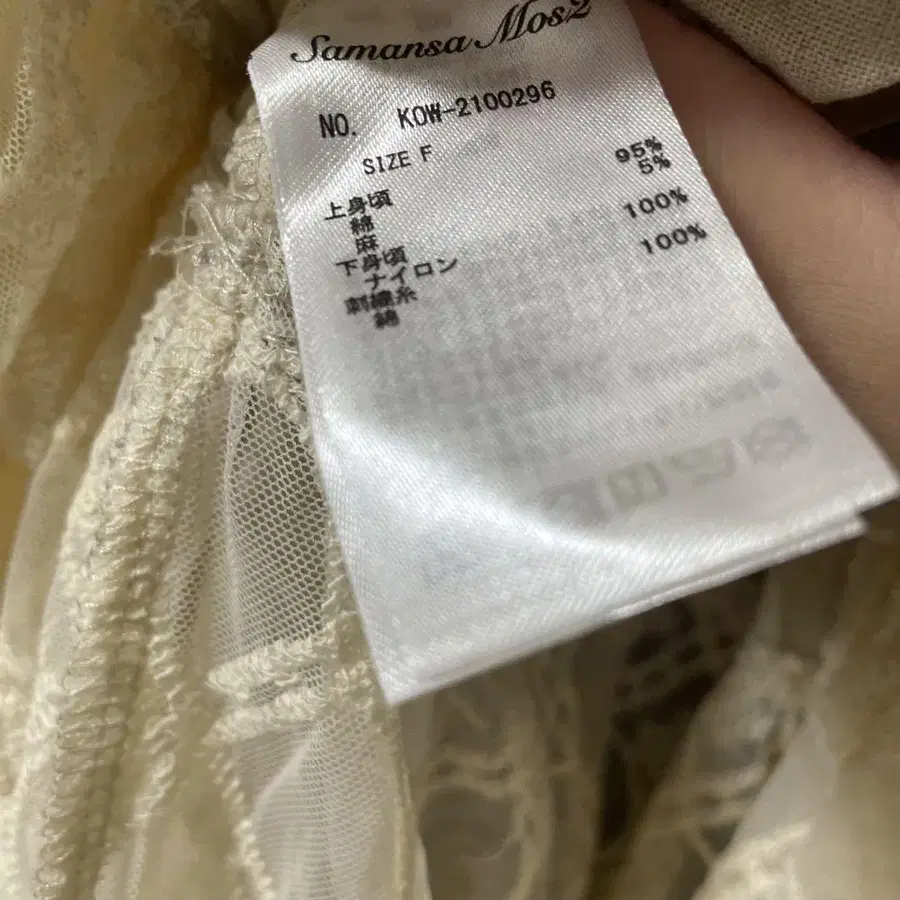 Samansa Mos2
NO. KOW-2100296
SIZE F
上身頃
綿 95%
麻 5%
下身頃
ナイロン 100%
刺繍糸
綿 100%